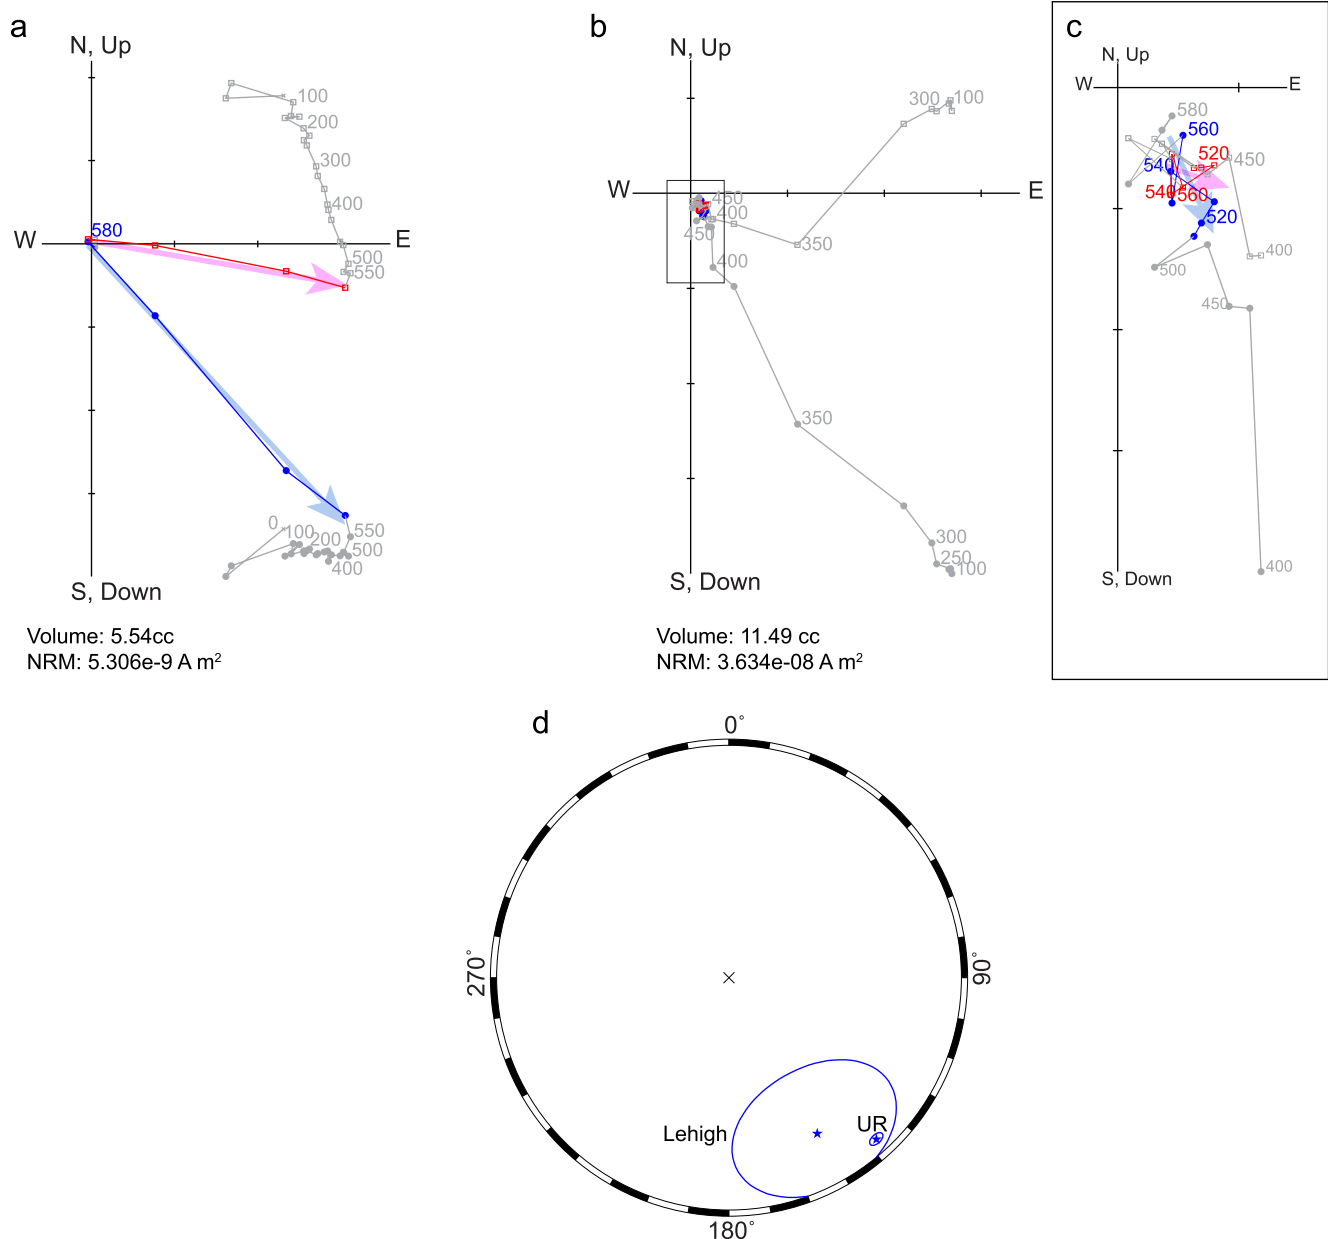 a
N, Up
100
200
300
400
W
E
580
500
550
0
100
200
550
500
400
S, Down
Volume: 5.54cc
NRM: 5.306e-9 A m²
b
N, Up
300
100
W
E
450
400
450
350
400
350
300
250
100
S, Down
Volume: 11.49 cc
NRM: 3.634e-08 A m²
c
N, Up
W
E
580
560
520
450
540
540
560
520
400
500
450
400
S, Down
d
0°
270°
90°
Lehigh
UR
180°